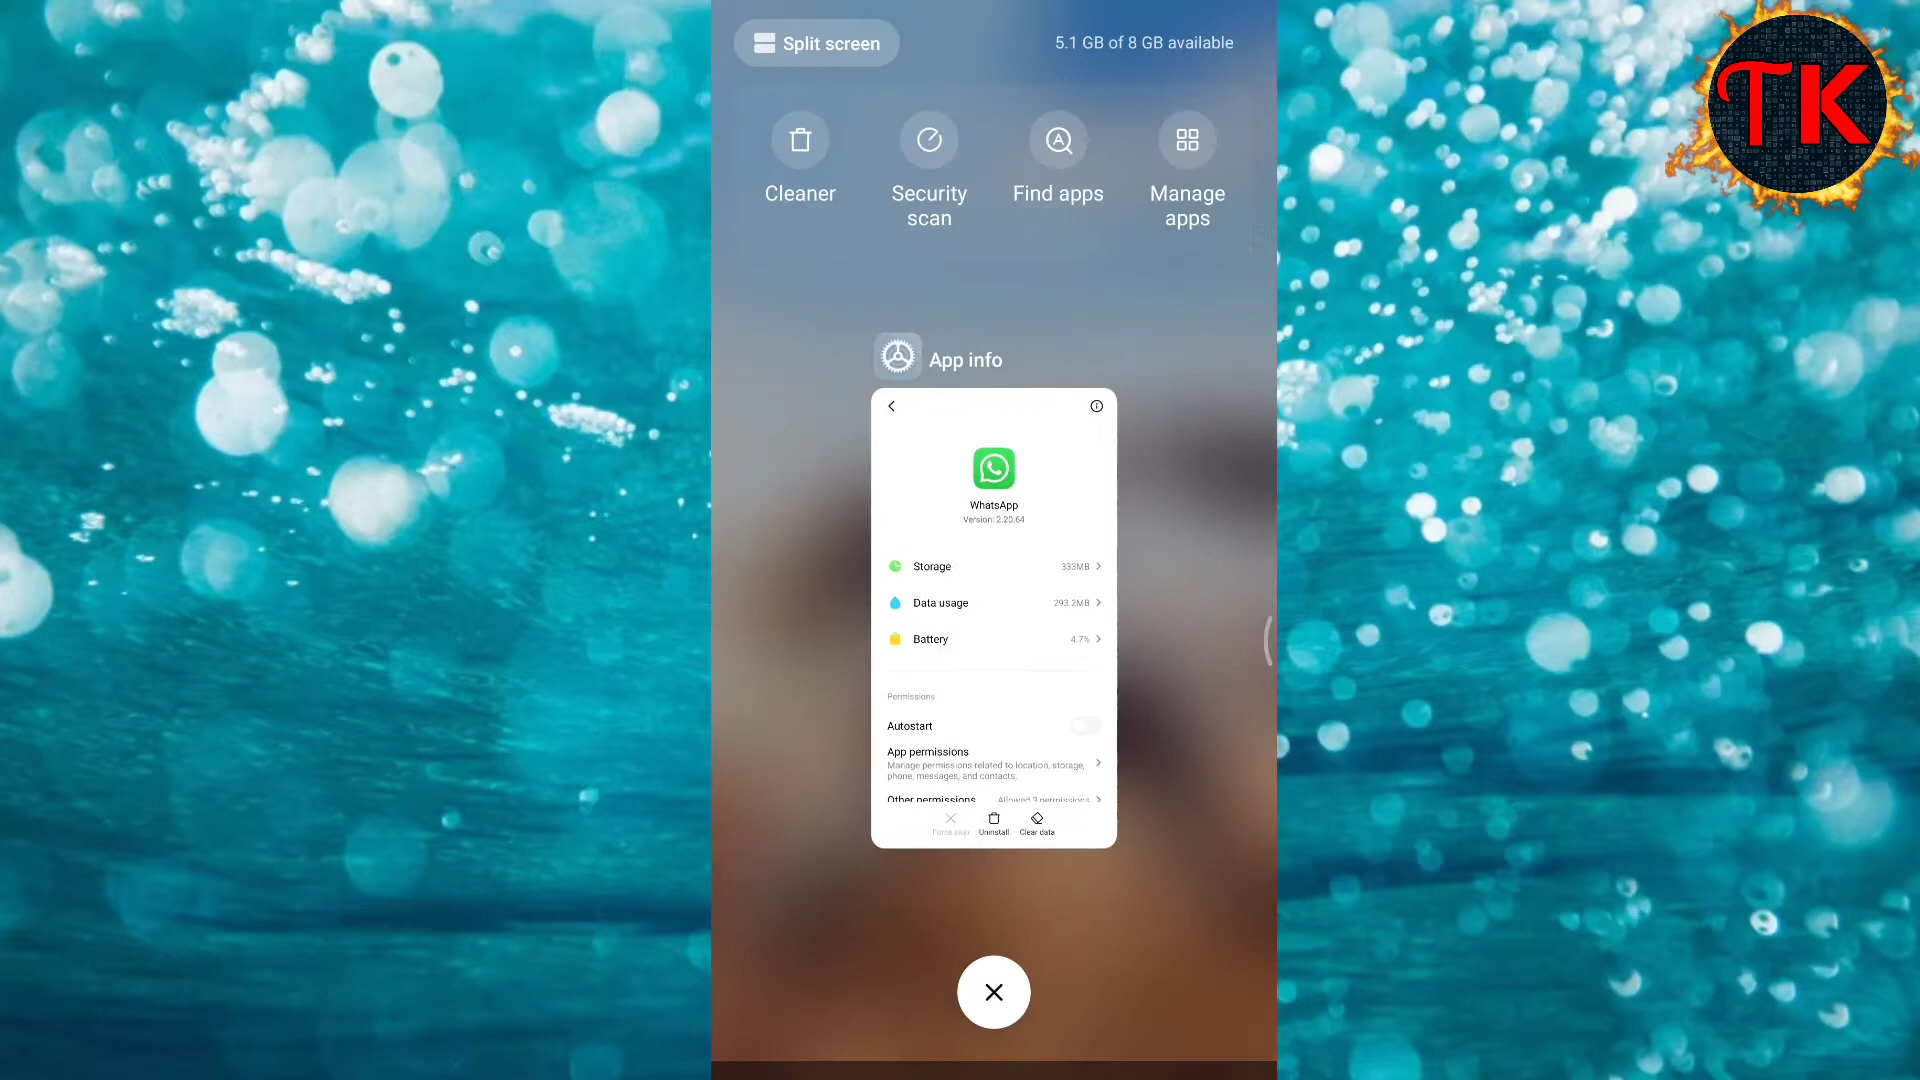 Split screen
5.1 GB of 8 GB available
TK
Cleaner
Security
scan
Find apps
Manage
apps
App info
WhatsApp
Version: 2.20.64
Storage 333MB
Data usage 293.2MB
Battery 4.7%
Permissions
Autostart
App permissions
Manage permissions related to location, storage,
phone, messages, and contacts.
Other permissions Allowed 3 permissions
Force stop Uninstall Clear data